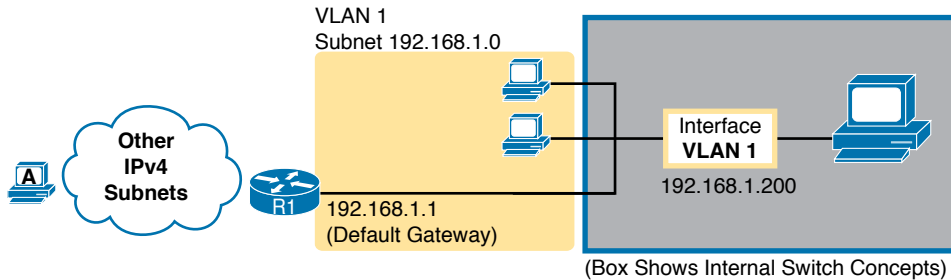 VLAN 1
Subnet 192.168.1.0
A
Other
IPv4
Subnets
R1
192.168.1.1
(Default Gateway)
Interface
VLAN 1
192.168.1.200
(Box Shows Internal Switch Concepts)